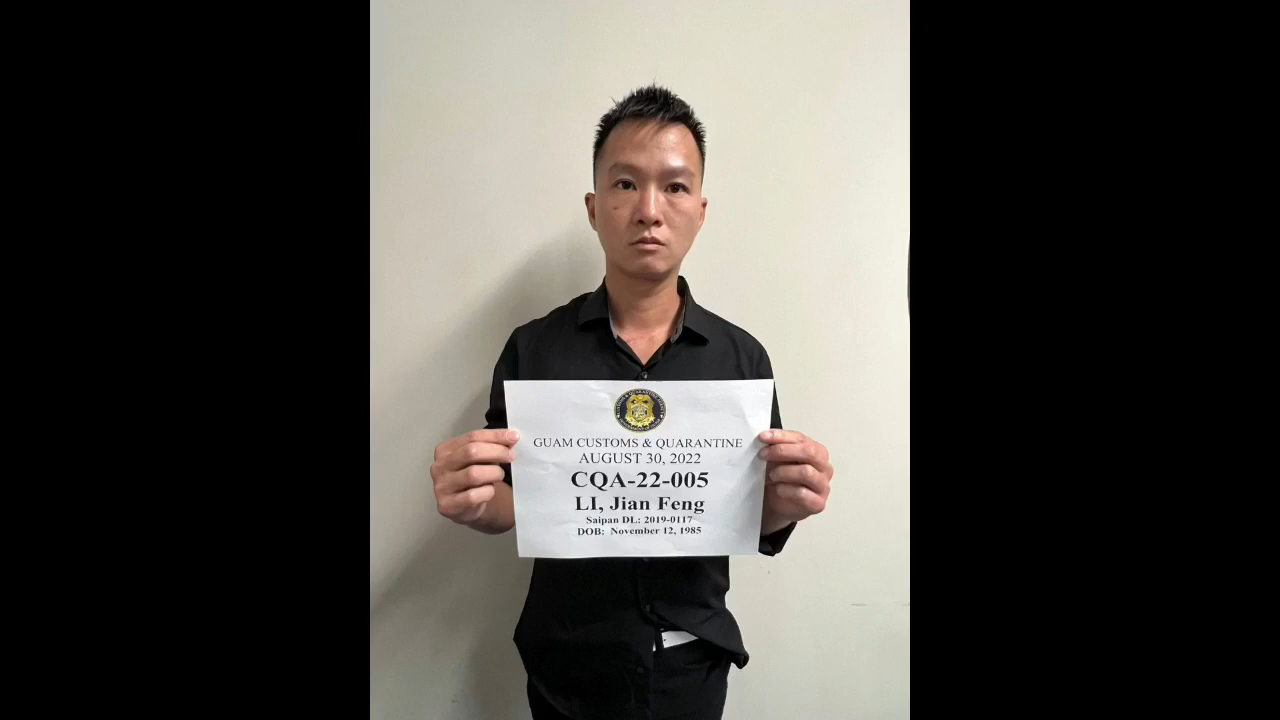 GUAM CUSTOMS & QUARANTINE
AUGUST 30, 2022
CQA-22-005
LI, Jian Feng
Saipan DL: 2019-0117
DOB: November 12, 1985